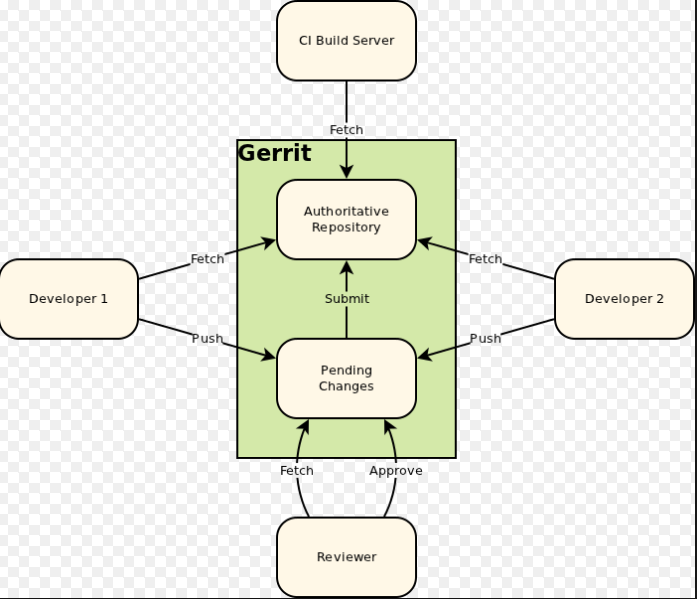 CI Build Server
Fetch
Gerrit
Authoritative
Repository
Fetch
Fetch
Developer 1
Submit
Developer 2
Push
Push
Pending
Changes
Fetch
Approve
Reviewer